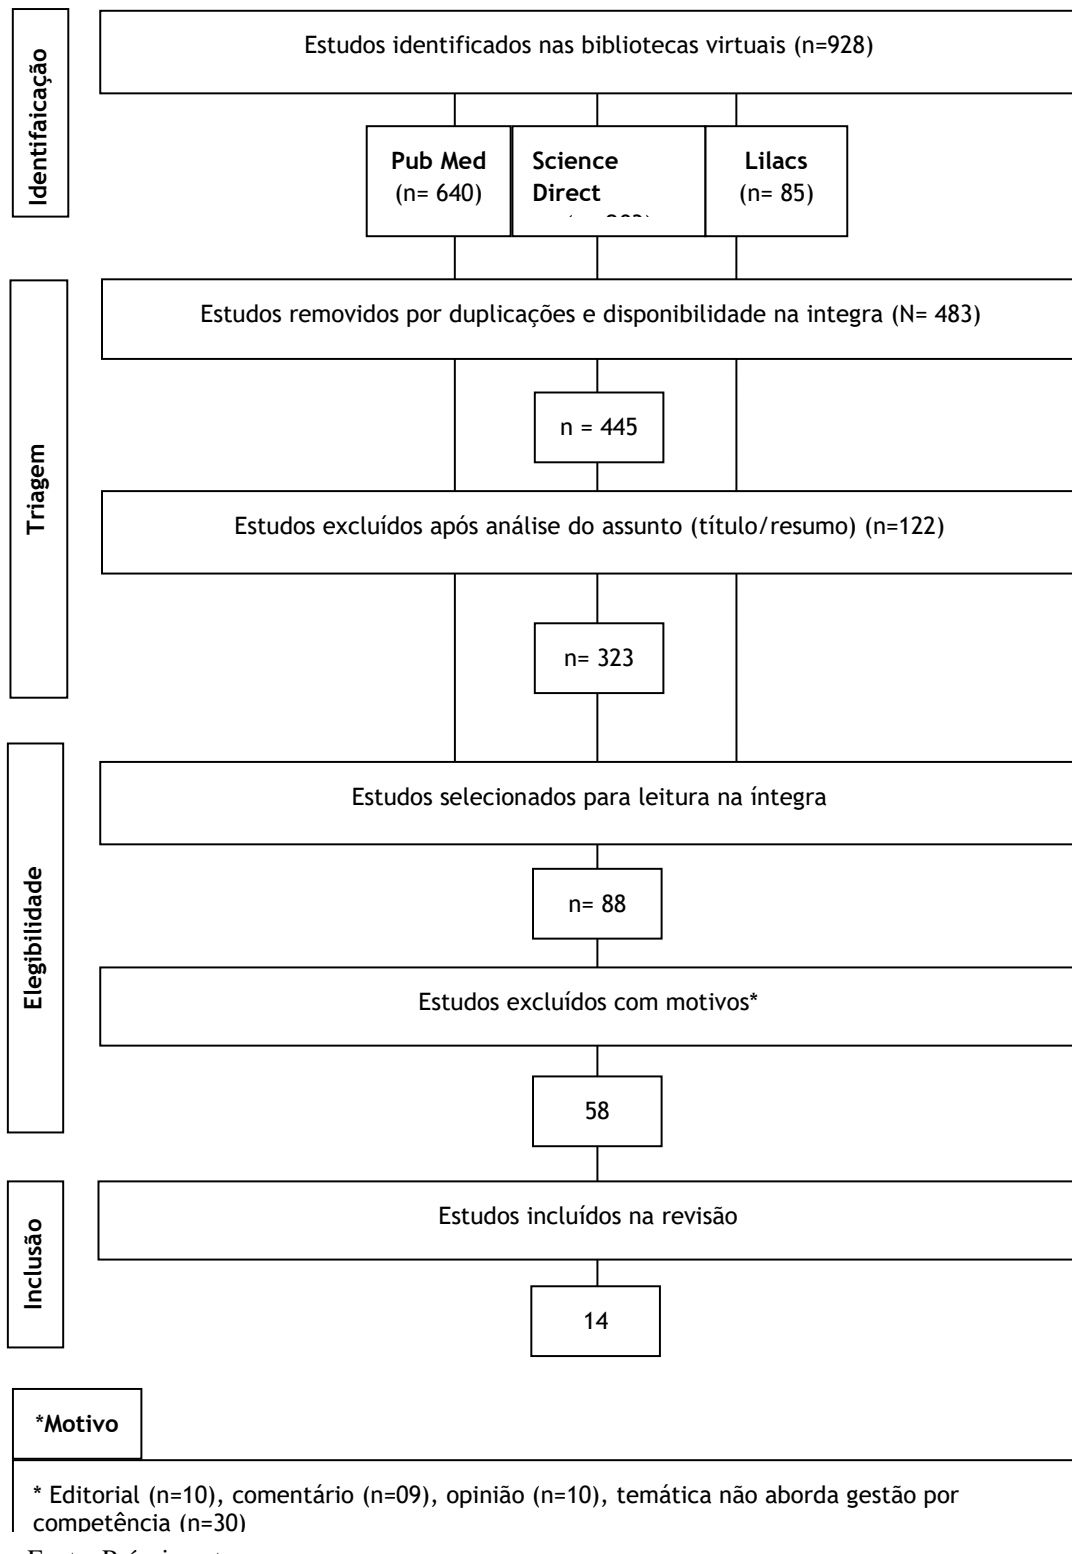 Identifaicação
Estudos identificados nas bibliotecas virtuais (n=928)
Pub Med
(n= 640)
Science
Direct
Lilacs
(n= 85)
Triagem
Estudos removidos por duplicações e disponibilidade na integra (N= 483)
n = 445
Estudos excluídos após análise do assunto (título/resumo) (n=122)
n= 323
Elegibilidade
Estudos selecionados para leitura na íntegra
n= 88
Estudos excluídos com motivos*
58
Inclusão
Estudos incluídos na revisão
14
*Motivo
* Editorial (n=10), comentário (n=09), opinião (n=10), temática não aborda gestão por
competência (n=30)